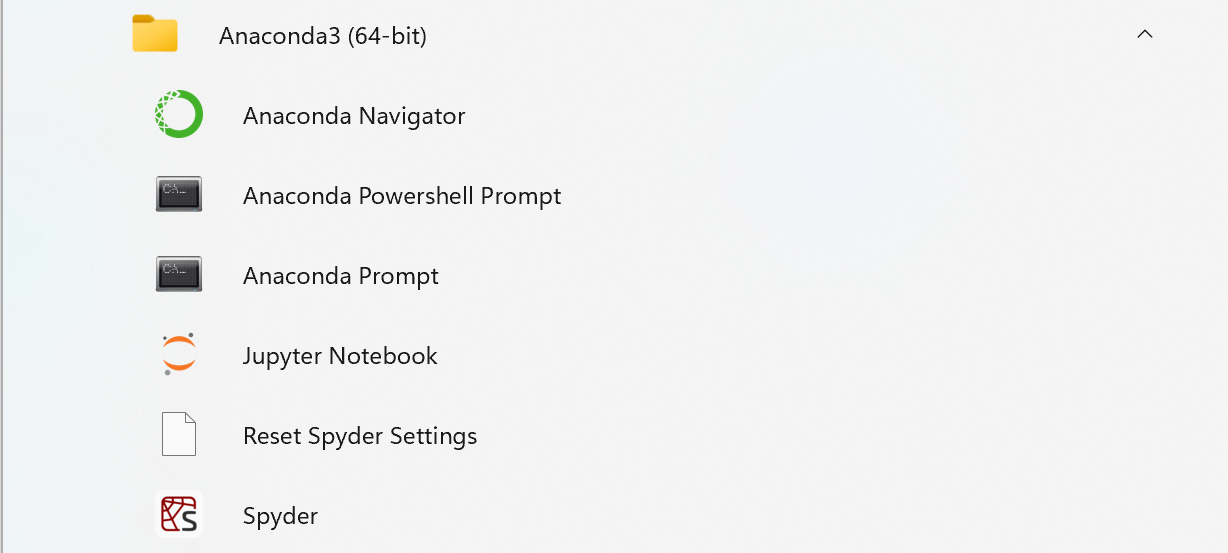 Anaconda3 (64-bit)
Anaconda Navigator
Anaconda Powershell Prompt
Anaconda Prompt
Jupyter Notebook
Reset Spyder Settings
Spyder